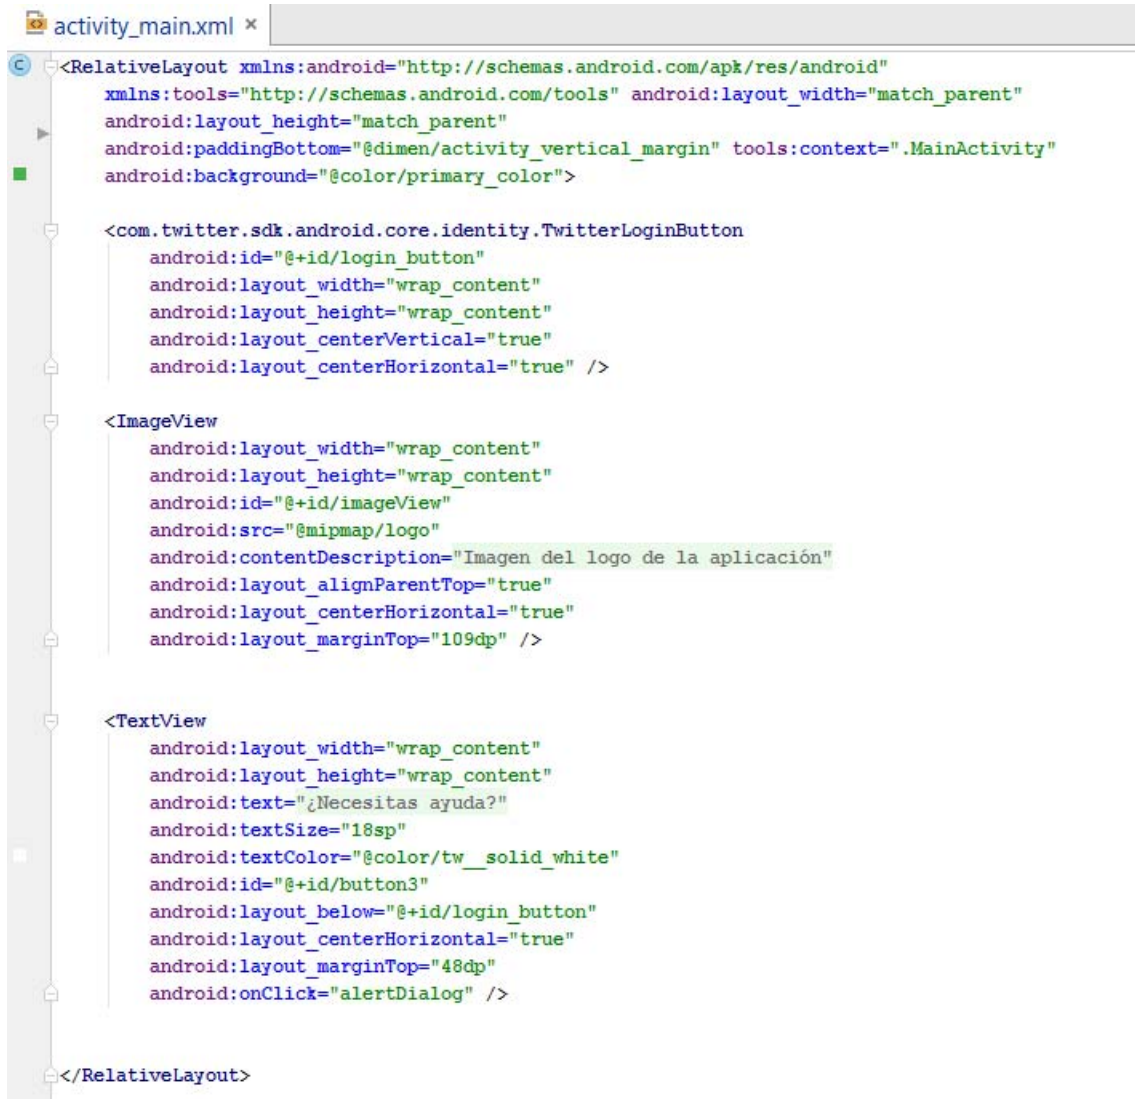 activity_main.xml ×
<RelativeLayout xmlns:android="http://schemas.android.com/apk/res/android"
xmlns:tools="http://schemas.android.com/tools" android:layout_width="match_parent"
android:layout_height="match_parent"
android:paddingBottom="@dimen/activity_vertical_margin" tools:context=".MainActivity"
android:background="@color/primary_color">
<com.twitter.sdk.android.core.identity.TwitterLoginButton
android:id="@+id/login_button"
android:layout_width="wrap_content"
android:layout_height="wrap_content"
android:layout_centerVertical="true"
android:layout_centerHorizontal="true" />
<ImageView
android:layout_width="wrap_content"
android:layout_height="wrap_content"
android:id="@+id/imageView"
android:src="@mipmap/logo"
android:contentDescription="Imagen del logo de la aplicación"
android:layout_alignParentTop="true"
android:layout_centerHorizontal="true"
android:layout_marginTop="109dp" />
<TextView
android:layout_width="wrap_content"
android:layout_height="wrap_content"
android:text="¿Necesitas ayuda?"
android:textSize="18sp"
android:textColor="@color/tw__solid_white"
android:id="@+id/button3"
android:layout_below="@+id/login_button"
android:layout_centerHorizontal="true"
android:layout_marginTop="48dp"
android:onClick="alertDialog" />
</RelativeLayout>